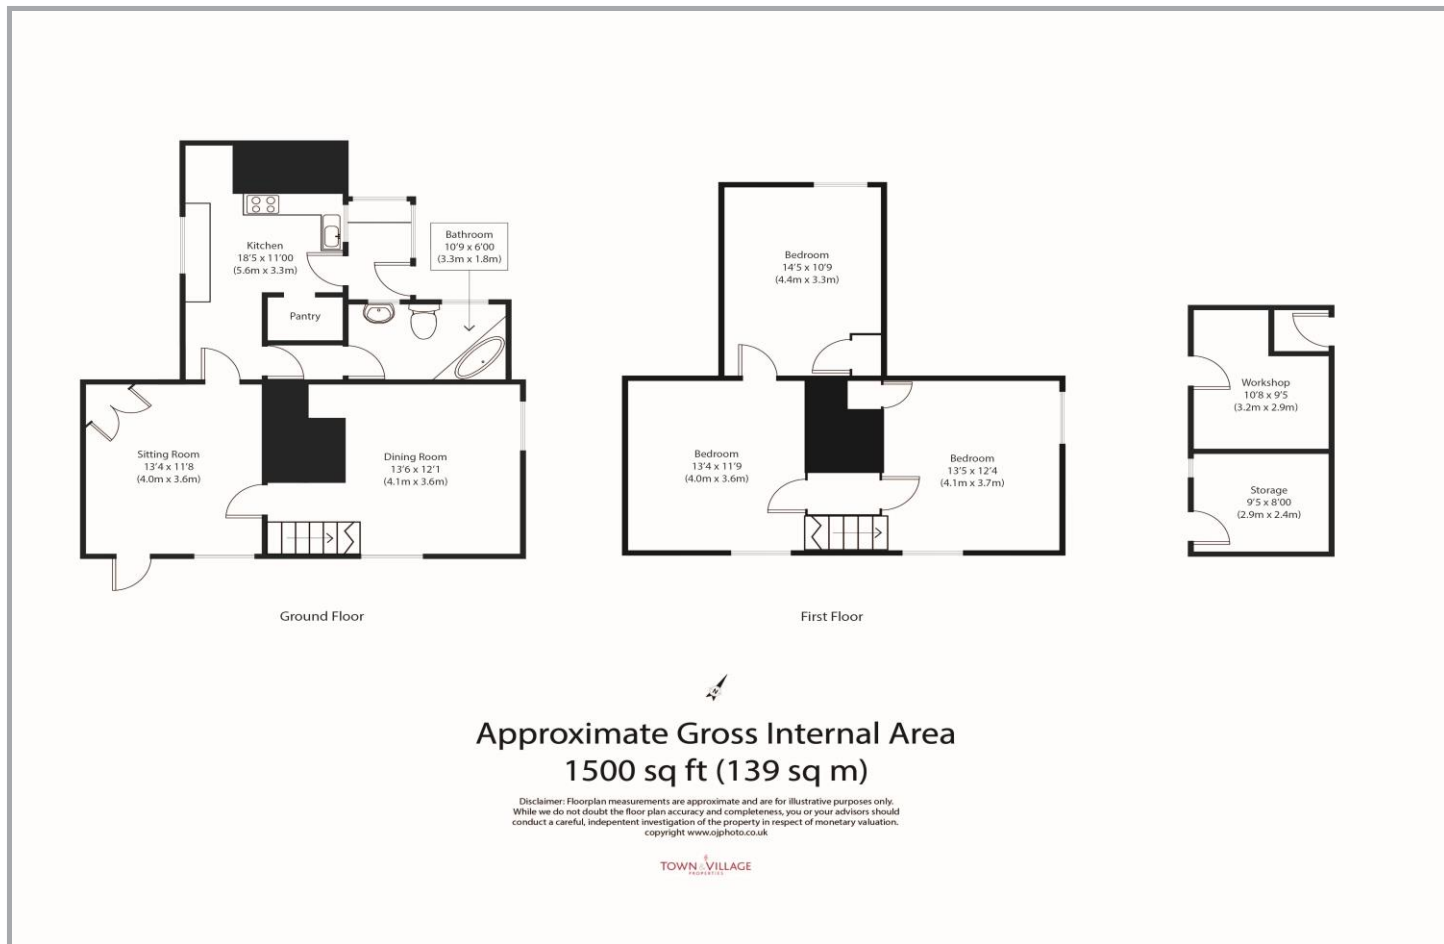 Kitchen
18'5 x 11'00
(5.6m x 3.3m)
Bathroom
10'9 x 6'00
(3.3m x 1.8m)
Pantry
Sitting Room
13'4 x 11'8
(4.0m x 3.6m)
Dining Room
13'6 x 12'1
(4.1m x 3.6m)
Ground Floor
Bedroom
14'5 x 10'9
(4.4m x 3.3m)
Bedroom
13'4 x 11'9
(4.0m x 3.6m)
Bedroom
13'5 x 12'4
(4.1m x 3.7m)
First Floor
Workshop
10'8 x 9'5
(3.2m x 2.9m)
Storage
9'5 x 8'00
(2.9m x 2.4m)
N
Approximate Gross Internal Area
1500 sq ft (139 sq m)
Disclaimer: Floorplan measurements are approximate and are for illustrative purposes only.
While we do not doubt the floor plan accuracy and completeness, you or your advisors should
conduct a careful, indepentent investigation of the property in respect of monetary valuation.
copyright www.ojphoto.co.uk
TOWN & VILLAGE
PROPERTIES